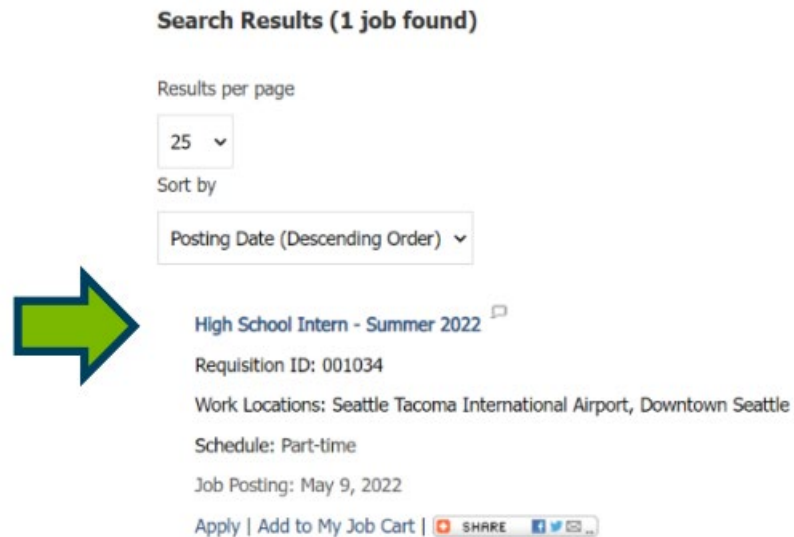 Search Results (1 job found)
Results per page
25
Sort by
Posting Date (Descending Order)
High School Intern - Summer 2022
Requisition ID: 001034
Work Locations: Seattle Tacoma International Airport, Downtown Seattle
Schedule: Part-time
Job Posting: May 9, 2022
Apply | Add to My Job Cart | SHARE